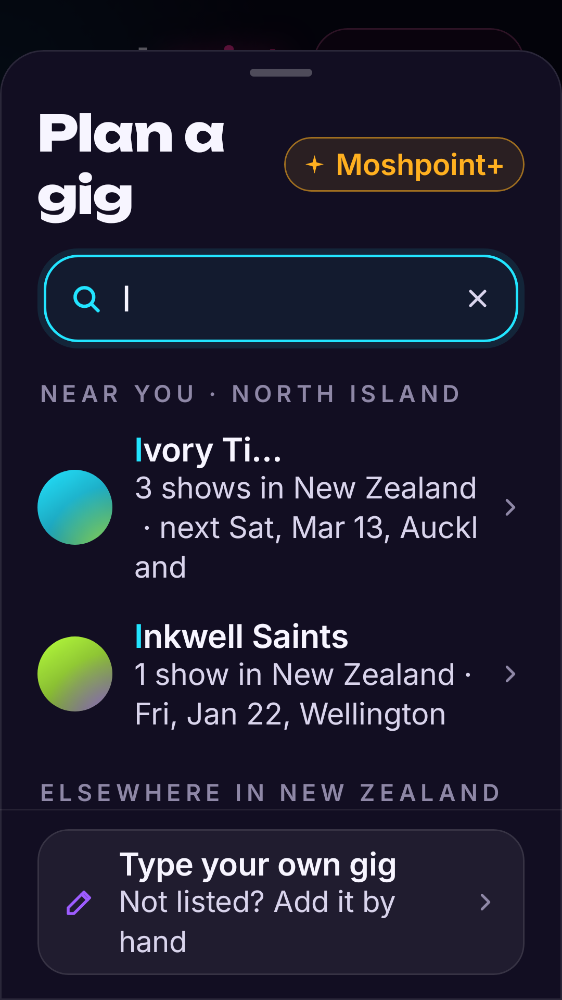 Plan a
gig
Moshpoint+
I
NEAR YOU · NORTH ISLAND
Ivory Ti…
3 shows in New Zealand
· next Sat, Mar 13, Auckl
and
Inkwell Saints
1 show in New Zealand ·
Fri, Jan 22, Wellington
ELSEWHERE IN NEW ZEALAND
Type your own gig
Not listed? Add it by
hand